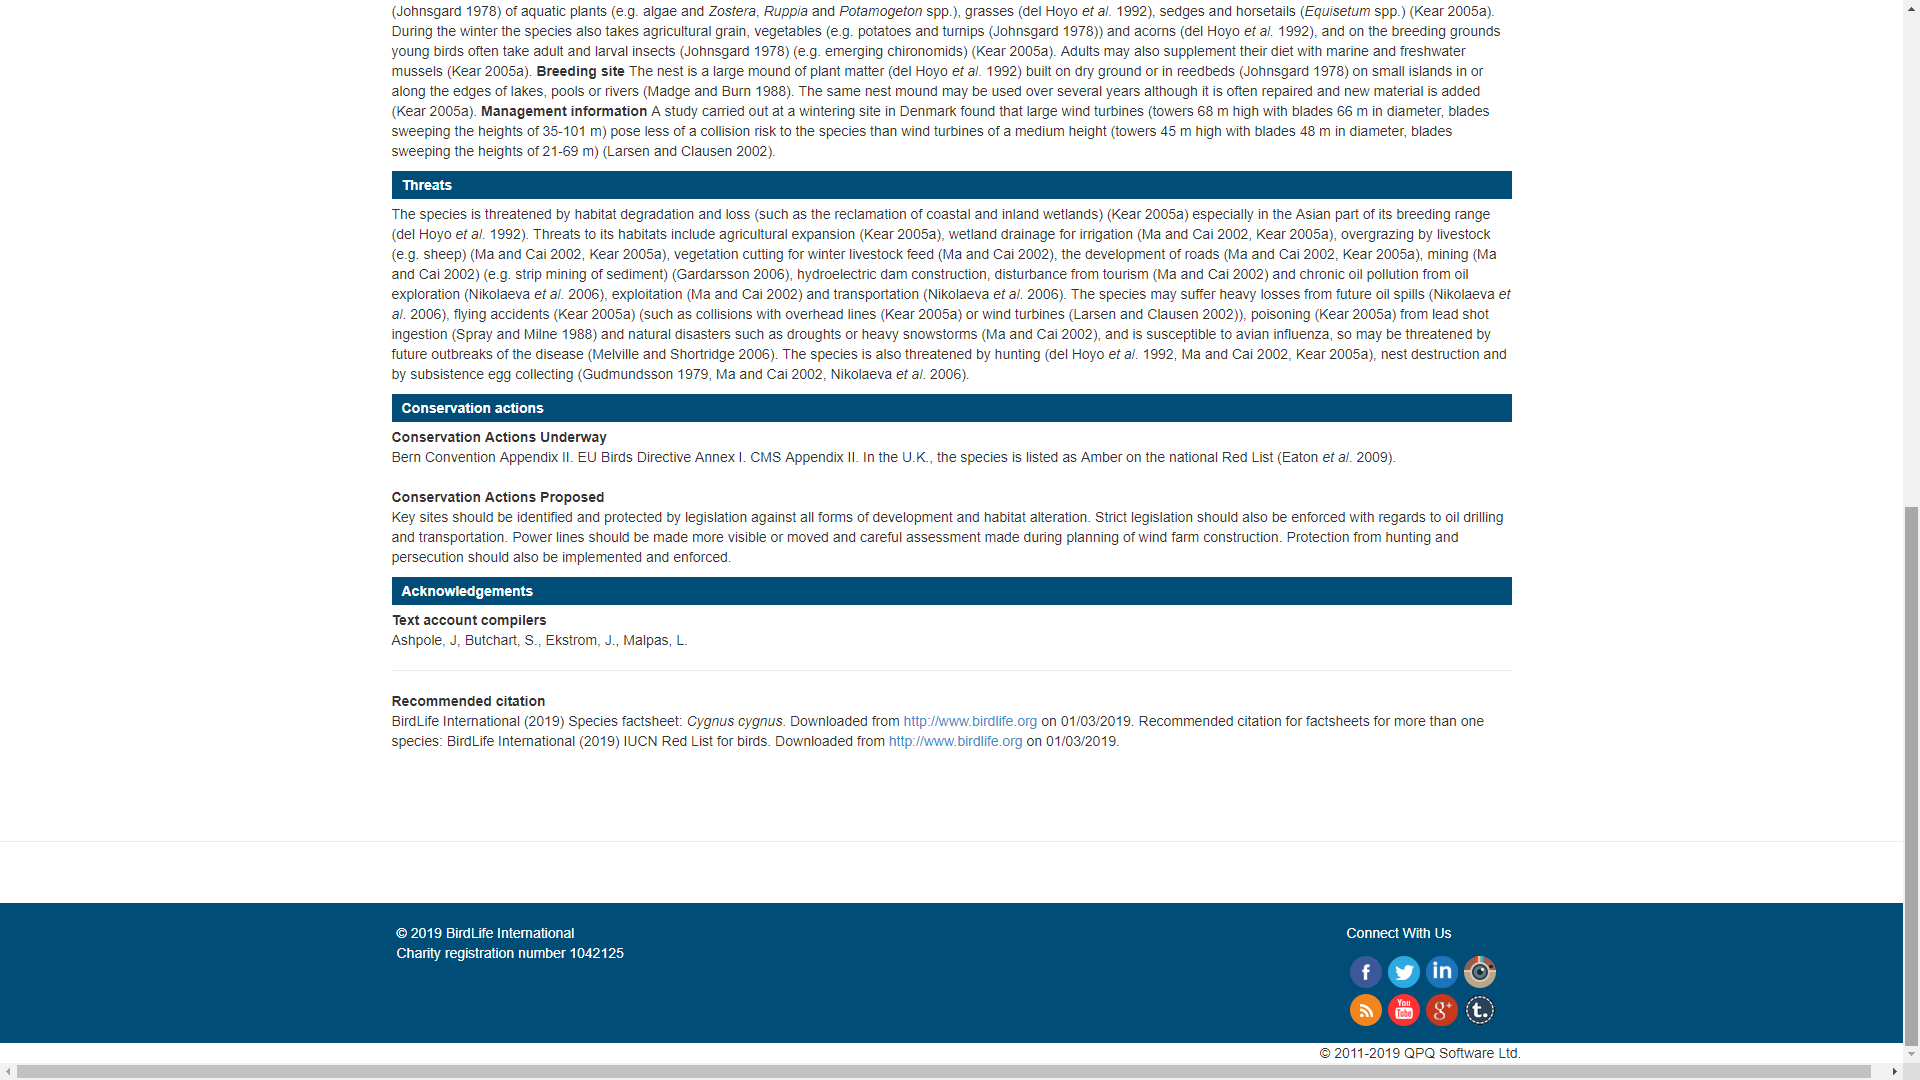 (Johnsgard 1978) of aquatic plants (e.g. algae and Zostera, Ruppia and Potamogeton spp.), grasses (del Hoyo et al. 1992), sedges and horsetails (Equisetum spp.) (Kear 2005a).
During the winter the species also takes agricultural grain, vegetables (e.g. potatoes and turnips (Johnsgard 1978)) and acorns (del Hoyo et al. 1992), and on the breeding grounds
young birds often take adult and larval insects (Johnsgard 1978) (e.g. emerging chironomids) (Kear 2005a). Adults may also supplement their diet with marine and freshwater
mussels (Kear 2005a). Breeding site The nest is a large mound of plant matter (del Hoyo et al. 1992) built on dry ground or in reedbeds (Johnsgard 1978) on small islands in or
along the edges of lakes, pools or rivers (Madge and Burn 1988). The same nest mound may be used over several years although it is often repaired and new material is added
(Kear 2005a). Management information A study carried out at a wintering site in Denmark found that large wind turbines (towers 68 m high with blades 66 m in diameter, blades
sweeping the heights of 35-101 m) pose less of a collision risk to the species than wind turbines of a medium height (towers 45 m high with blades 48 m in diameter, blades
sweeping the heights of 21-69 m) (Larsen and Clausen 2002).
Threats
The species is threatened by habitat degradation and loss (such as the reclamation of coastal and inland wetlands) (Kear 2005a) especially in the Asian part of its breeding range
(del Hoyo et al. 1992). Threats to its habitats include agricultural expansion (Kear 2005a), wetland drainage for irrigation (Ma and Cai 2002, Kear 2005a), overgrazing by livestock
(e.g. sheep) (Ma and Cai 2002, Kear 2005a), vegetation cutting for winter livestock feed (Ma and Cai 2002), the development of roads (Ma and Cai 2002, Kear 2005a), mining (Ma
and Cai 2002) (e.g. strip mining of sediment) (Gardarsson 2006), hydroelectric dam construction, disturbance from tourism (Ma and Cai 2002) and chronic oil pollution from oil
exploration (Nikolaeva et al. 2006), exploitation (Ma and Cai 2002) and transportation (Nikolaeva et al. 2006). The species may suffer heavy losses from future oil spills (Nikolaeva et
al. 2006), flying accidents (Kear 2005a) (such as collisions with overhead lines (Kear 2005a) or wind turbines (Larsen and Clausen 2002)), poisoning (Kear 2005a) from lead shot
ingestion (Spray and Milne 1988) and natural disasters such as droughts or heavy snowstorms (Ma and Cai 2002), and is susceptible to avian influenza, so may be threatened by
future outbreaks of the disease (Melville and Shortridge 2006). The species is also threatened by hunting (del Hoyo et al. 1992, Ma and Cai 2002, Kear 2005a), nest destruction and
by subsistence egg collecting (Gudmundsson 1979, Ma and Cai 2002, Nikolaeva et al. 2006).
Conservation actions
Conservation Actions Underway
Bern Convention Appendix II. EU Birds Directive Annex I. CMS Appendix II. In the U.K., the species is listed as Amber on the national Red List (Eaton et al. 2009).
Conservation Actions Proposed
Key sites should be identified and protected by legislation against all forms of development and habitat alteration. Strict legislation should also be enforced with regards to oil drilling
and transportation. Power lines should be made more visible or moved and careful assessment made during planning of wind farm construction. Protection from hunting and
persecution should also be implemented and enforced.
Acknowledgements
Text account compilers
Ashpole, J, Butchart, S., Ekstrom, J., Malpas, L.
Recommended citation
BirdLife International (2019) Species factsheet: Cygnus cygnus. Downloaded from http://www.birdlife.org on 01/03/2019. Recommended citation for factsheets for more than one
species: BirdLife International (2019) IUCN Red List for birds. Downloaded from http://www.birdlife.org on 01/03/2019.
© 2019 BirdLife International
Charity registration number 1042125
Connect With Us
f in
You Tube g+ t.
© 2011-2019 QPQ Software Ltd.